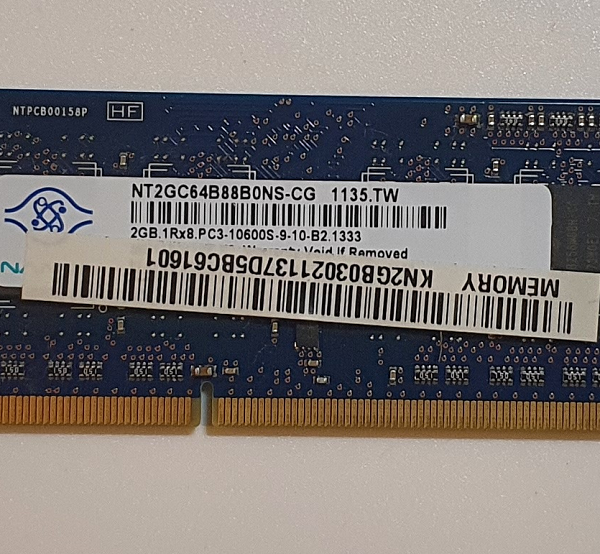 NTPCB00158P HF
NT2GC64B88B0NS-CG 1135.TW
2GB.1Rx8.PC3-10600S-9-10-B2.1333
Warranty Void If Removed
MEMORY KN2GB03021137D5BC61601